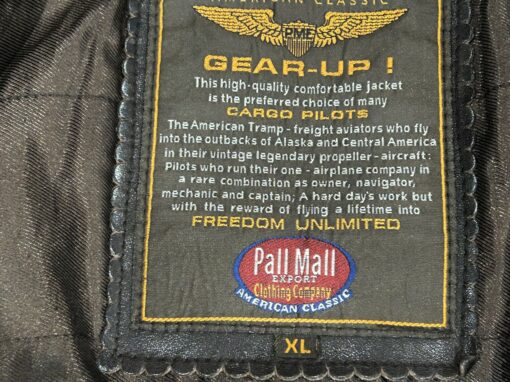 AMERICAN CLASSIC
PME
GEAR-UP !
This high-quality comfortable jacket
is the preferred choice of many
CARGO PILOTS
The American Tramp - freight aviators who fly
into the outbacks of Alaska and Central America
in their vintage legendary propeller - aircraft:
Pilots who run their one - airplane company in
a rare combination as owner, navigator,
mechanic and captain; A hard day's work but
with the reward of flying a lifetime into
FREEDOM UNLIMITED
Pall Mall
EXPORT
Clothing Company
AMERICAN CLASSIC
XL